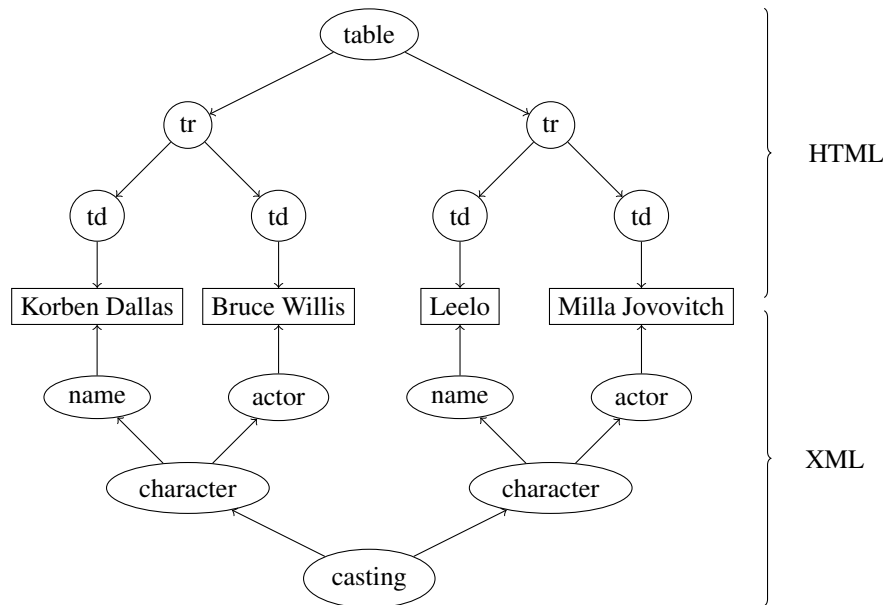 table
tr tr
HTML
td td td td
Korben Dallas Bruce Willis Leelo Milla Jovovitch
name actor name actor
XML
character character
casting